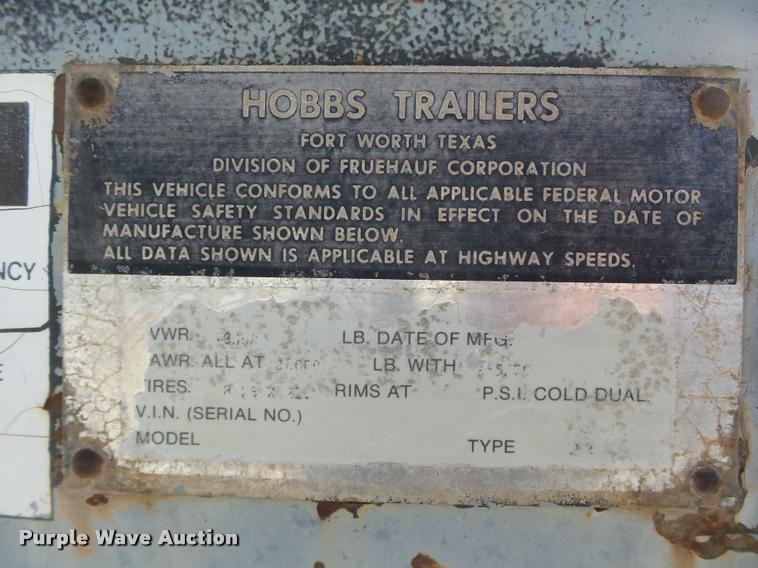 HOBBS TRAILERS
FORT WORTH TEXAS
DIVISION OF FRUEHAUF CORPORATION
THIS VEHICLE CONFORMS TO ALL APPLICABLE FEDERAL MOTOR
VEHICLE SAFETY STANDARDS IN EFFECT ON THE DATE OF
MANUFACTURE SHOWN BELOW.
ALL DATA SHOWN IS APPLICABLE AT HIGHWAY SPEEDS.
NCY
VWR. LB. DATE OF MFG.
AWR. ALL AT LB. WITH
TIRES. RIMS AT P.S.I. COLD DUAL
V.I.N. (SERIAL NO.)
MODEL TYPE
Purple Wave Auction